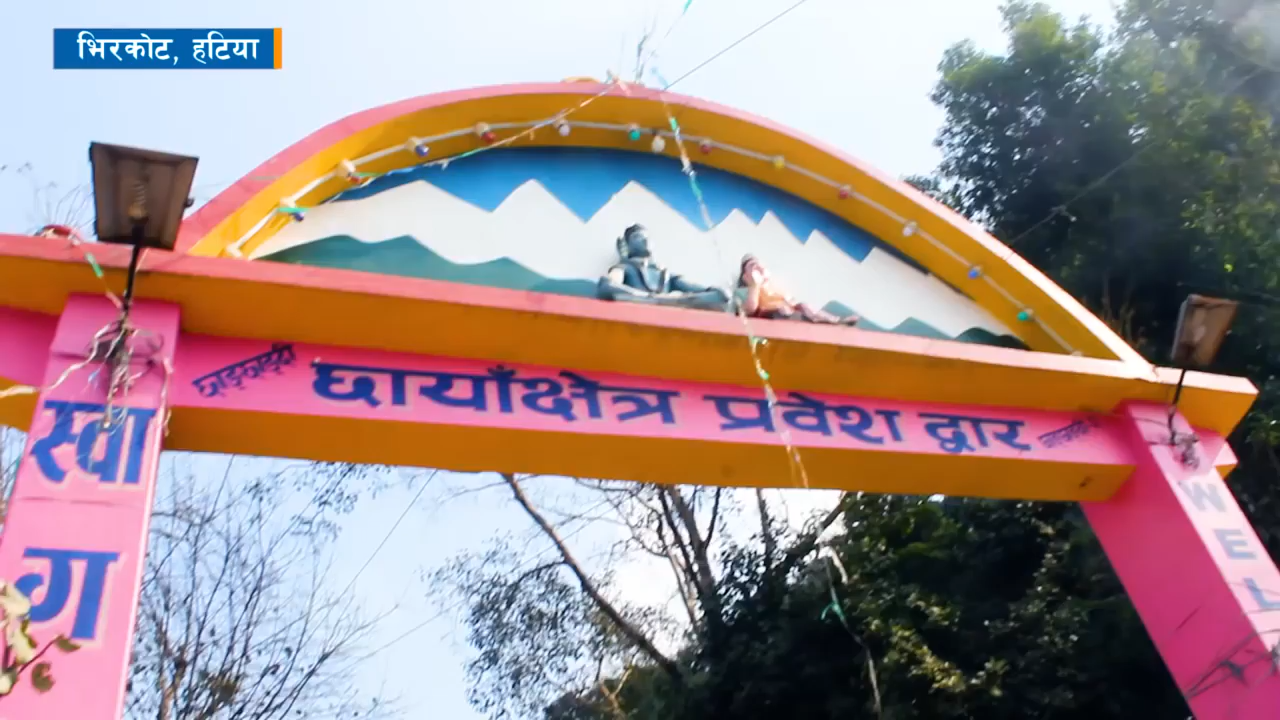 भिरकोट, हटिया
छायाँक्षेत्र प्रवेश द्वार
स्वा
ग
WEL